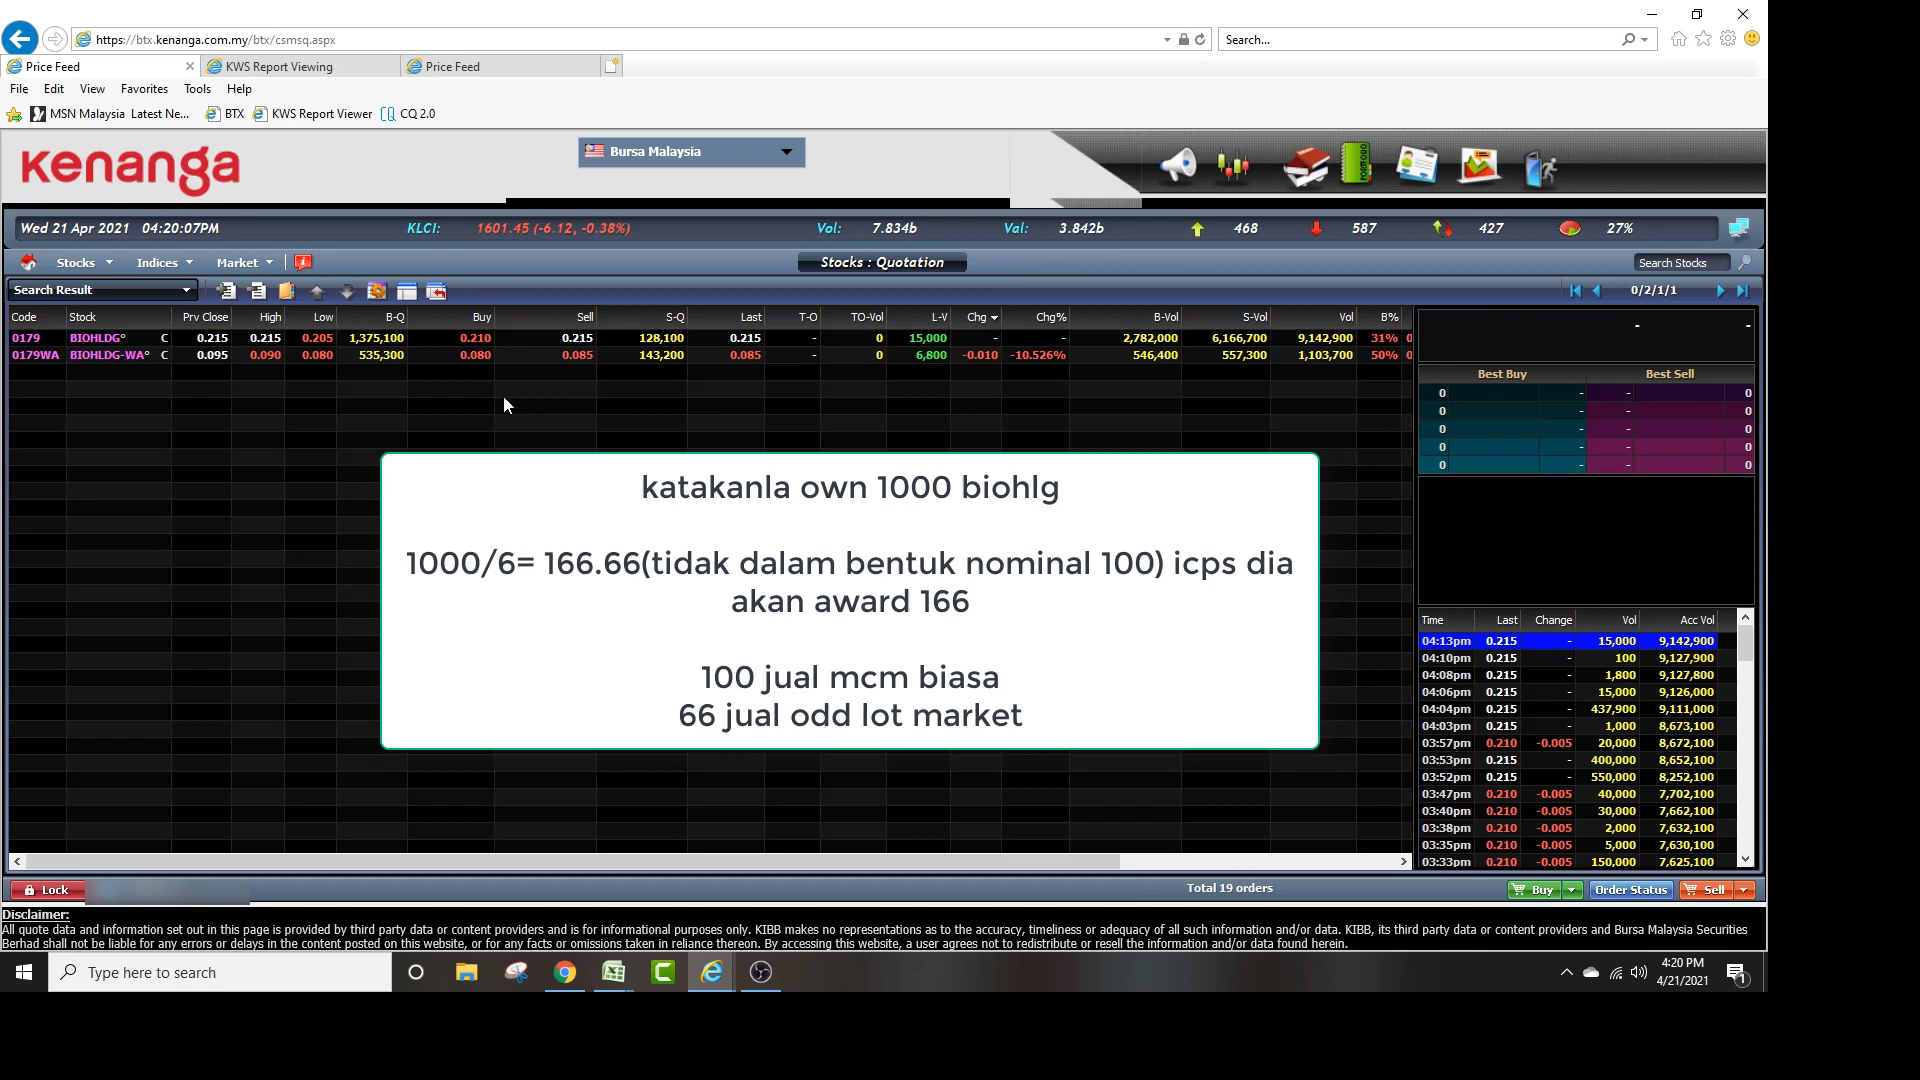 https://btx.kenanga.com.my/btx/csmsq.aspx
Search...
Price Feed
KWS Report Viewing
Price Feed
File Edit View Favorites Tools Help
MSN Malaysia Latest Ne... BTX KWS Report Viewer CQ 2.0
kenanga
Bursa Malaysia
PORTFOLIO
Wed 21 Apr 2021 04:20:07PM KLCI: 1601.45 (-6.12, -0.38%) Vol: 7.834b Val: 3.842b 468 587 427 27%
Stocks Indices Market
Stocks : Quotation
Search Stocks
Search Result
0/2/1/1
Code Stock Prv Close High Low B-Q Buy Sell S-Q Last T-O TO-Vol L-V Chg Chg% B-Vol S-Vol Vol B%
0179 BIOHLDG° C 0.215 0.215 0.205 1,375,100 0.210 0.215 128,100 0.215 - 0 15,000 - - 2,782,000 6,166,700 9,142,900 31% 0
0179WA BIOHLDG-WA° C 0.095 0.090 0.080 535,300 0.080 0.085 143,200 0.085 - 0 6,800 -0.010 -10.526% 546,400 557,300 1,103,700 50% 0
katakanla own 1000 biohlg
1000/6= 166.66(tidak dalam bentuk nominal 100) icps dia
akan award 166
100 jual mcm biasa
66 jual odd lot market
- -
Best Buy Best Sell
0 - - 0
0 - - 0
0 - - 0
0 - - 0
0 - - 0
Time Last Change Vol Acc Vol
04:13pm 0.215 - 15,000 9,142,900
04:10pm 0.215 - 100 9,127,900
04:08pm 0.215 - 1,800 9,127,800
04:06pm 0.215 - 15,000 9,126,000
04:04pm 0.215 - 437,900 9,111,000
04:03pm 0.215 - 1,000 8,673,100
03:57pm 0.210 -0.005 20,000 8,672,100
03:53pm 0.215 - 400,000 8,652,100
03:52pm 0.215 - 550,000 8,252,100
03:47pm 0.210 -0.005 40,000 7,702,100
03:40pm 0.210 -0.005 30,000 7,662,100
03:38pm 0.210 -0.005 2,000 7,632,100
03:35pm 0.210 -0.005 5,000 7,630,100
03:33pm 0.210 -0.005 150,000 7,625,100
Lock
Total 19 orders
Buy Order Status Sell
Disclaimer:
All quote data and information set out in this page is provided by third party data or content providers and is for informational purposes only. KIBB makes no representations as to the accuracy, timeliness or adequacy of all such information and/or data. KIBB, its third party data or content providers and Bursa Malaysia Securities
Berhad shall not be liable for any errors or delays in the content posted on this website, or for any facts or omissions taken in reliance thereon. By accessing this website, a user agrees not to redistribute or resell the information and/or data found herein.
Type here to search
4:20 PM
4/21/2021
1